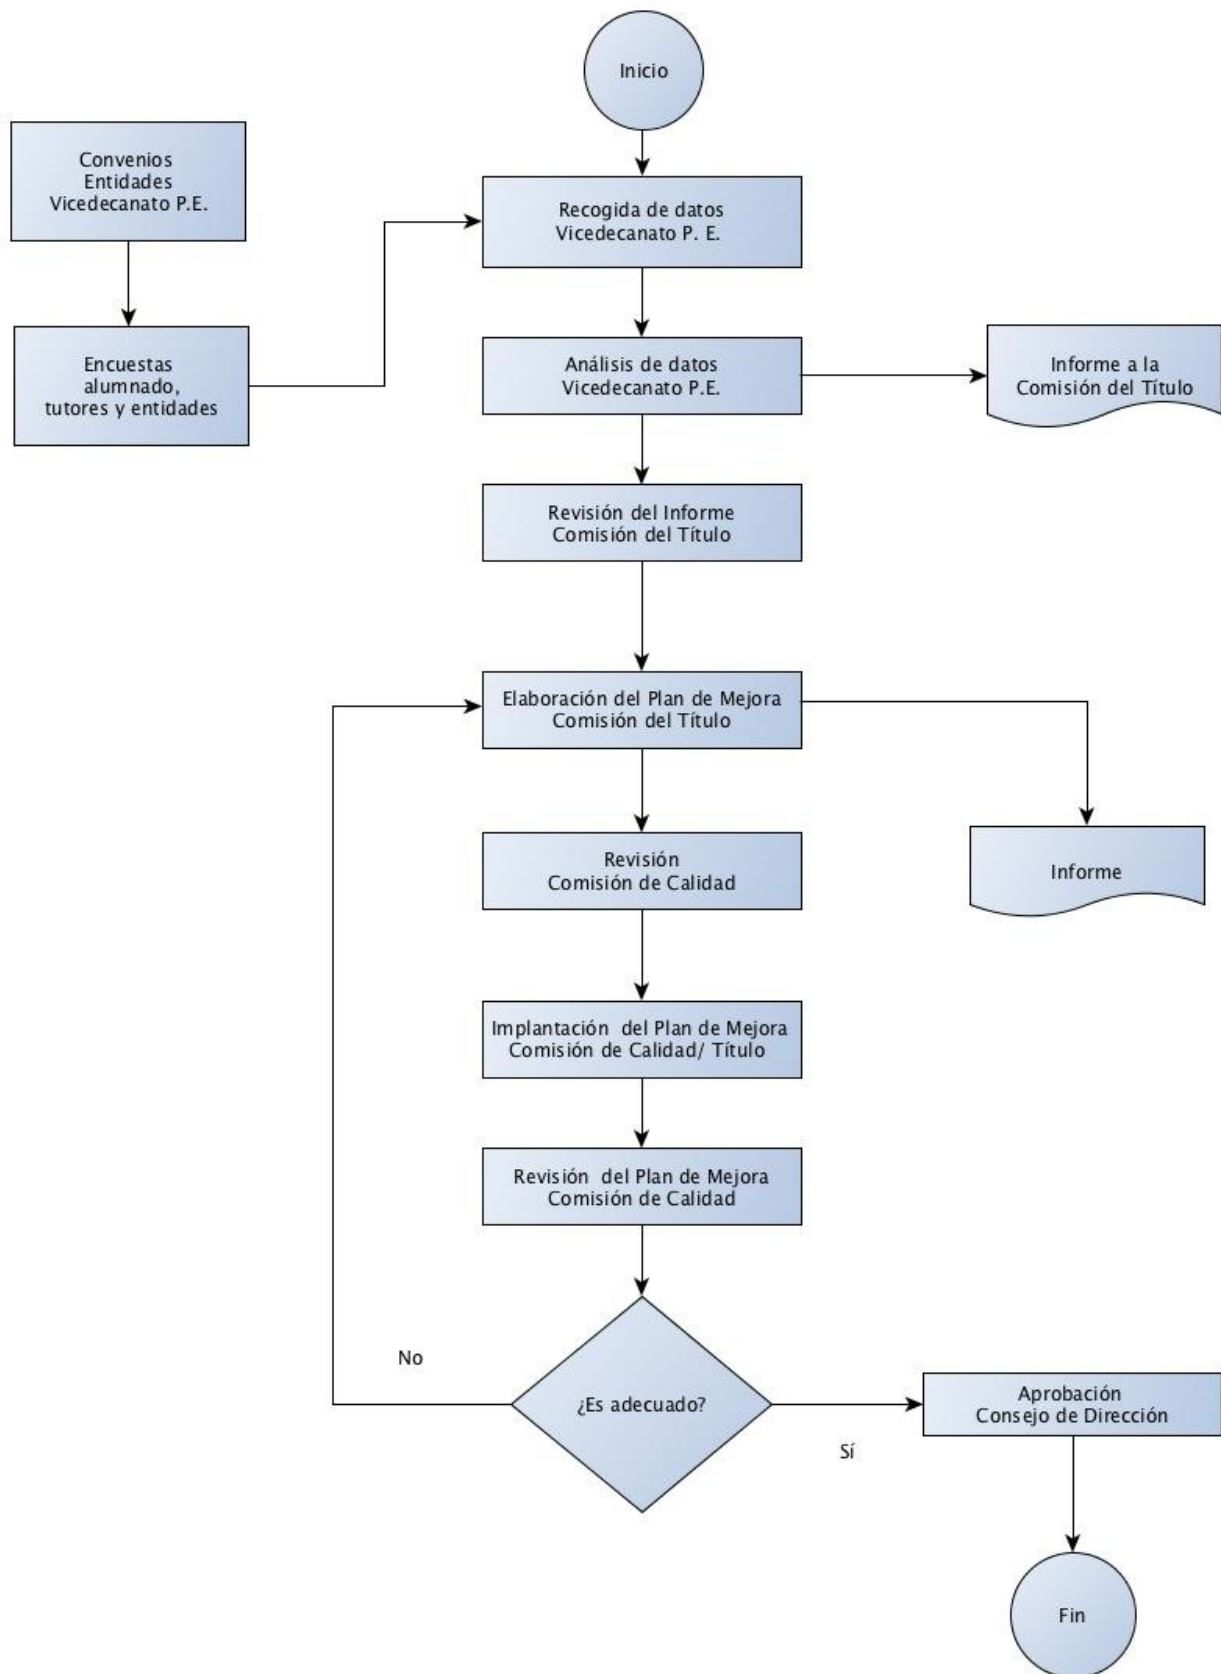 Inicio
Convenios
Entidades
Vicedecanato P.E.
Recogida de datos
Vicedecanato P. E.
Encuestas
alumnado,
tutores y entidades
Análisis de datos
Vicedecanato P.E.
Informe a la
Comisión del Título
Revisión del Informe
Comisión del Título
Elaboración del Plan de Mejora
Comisión del Título
Revisión
Comisión de Calidad
Informe
Implantación del Plan de Mejora
Comisión de Calidad/ Título
Revisión del Plan de Mejora
Comisión de Calidad
No
¿Es adecuado?
Sí
Aprobación
Consejo de Dirección
Fin